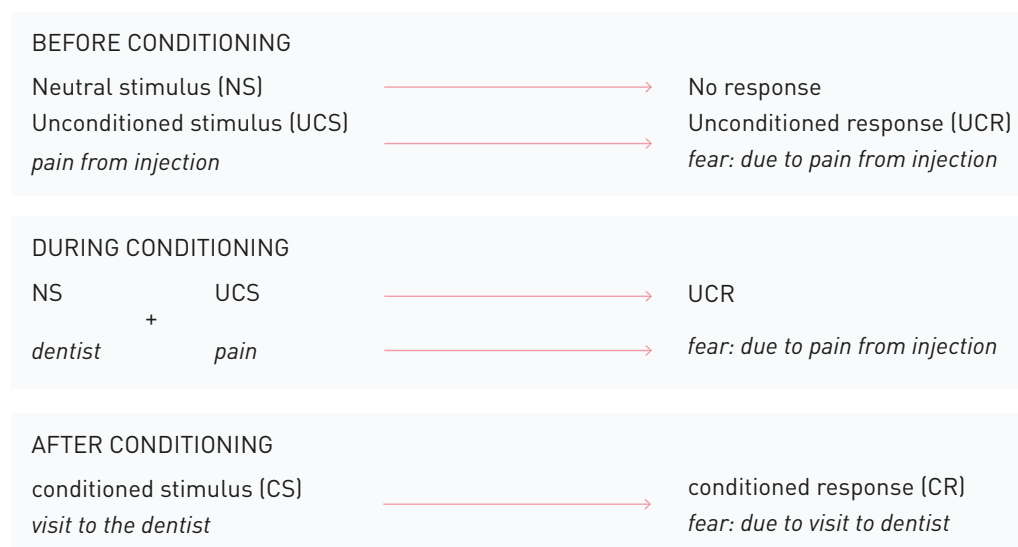 BEFORE CONDITIONING
Neutral stimulus (NS) No response
Unconditioned stimulus (UCS) Unconditioned response (UCR)
pain from injection fear: due to pain from injection
DURING CONDITIONING
NS UCS UCR
+
dentist pain fear: due to pain from injection
AFTER CONDITIONING
conditioned stimulus (CS) conditioned response (CR)
visit to the dentist fear: due to visit to dentist